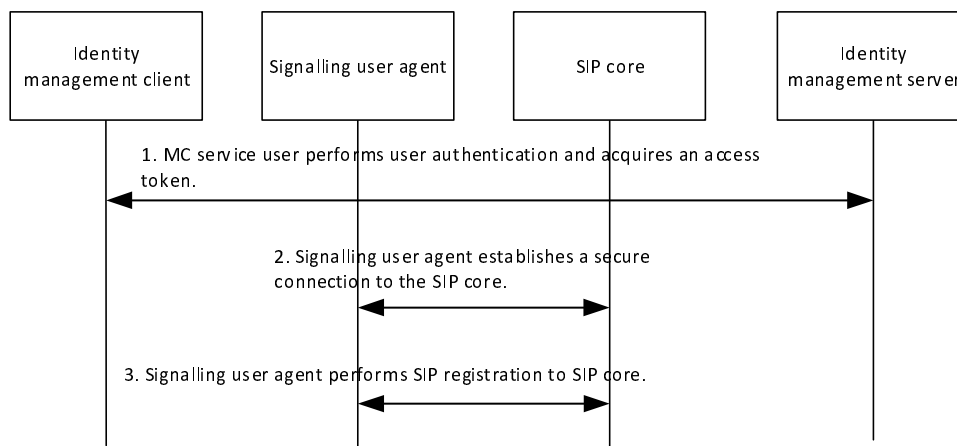 Identity
management client
Signalling user agent
SIP core
Identity
management server
1. MC service user performs user authentication and acquires an access
token.
2. Signalling user agent establishes a secure
connection to the SIP core.
3. Signalling user agent performs SIP registration to SIP core.